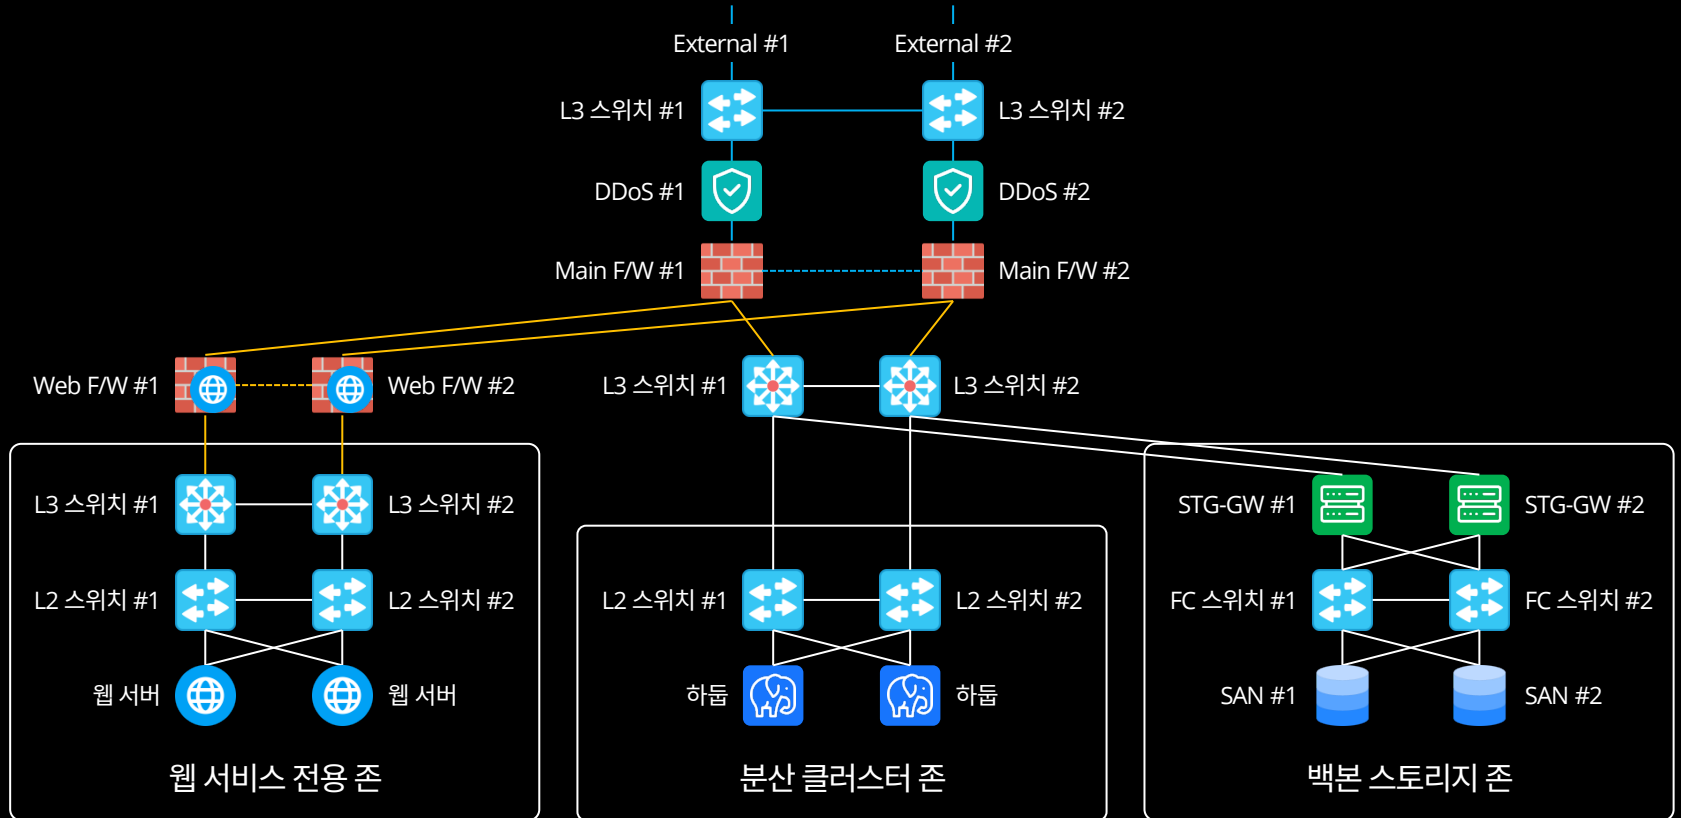 External #1
External #2
L3 스위치 #1
L3 스위치 #2
DDoS #1
DDoS #2
Main F/W #1
Main F/W #2
Web F/W #1
Web F/W #2
L3 스위치 #1
L3 스위치 #2
L3 스위치 #1
L3 스위치 #2
STG-GW #1
STG-GW #2
L2 스위치 #1
L2 스위치 #2
L2 스위치 #1
L2 스위치 #2
FC 스위치 #1
FC 스위치 #2
웹 서버
웹 서버
하둡
하둡
SAN #1
SAN #2
웹 서비스 전용 존
분산 클러스터 존
백본 스토리지 존